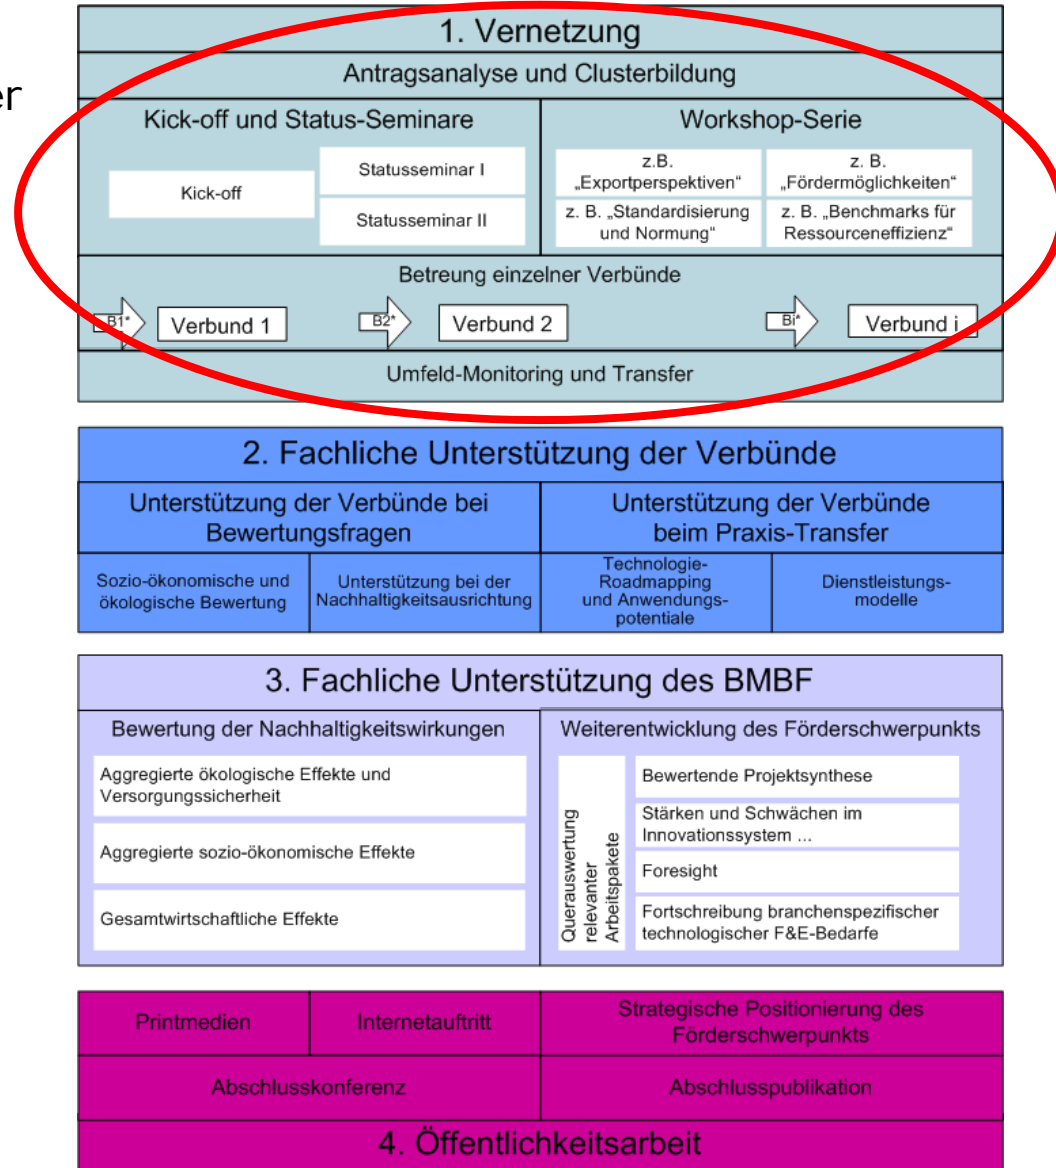 er
1. Vernetzung
Antragsanalyse und Clusterbildung
Kick-off und Status-Seminare
Kick-off
Statusseminar I
Statusseminar II
Workshop-Serie
z.B.
„Exportperspektiven“
z. B.
„Fördermöglichkeiten“
z. B. „Standardisierung
und Normung“
z. B. „Benchmarks für
Ressourceneffizienz“
Betreung einzelner Verbünde
B1*
Verbund 1
B2*
Verbund 2
Bi*
Verbund i
Umfeld-Monitoring und Transfer
2. Fachliche Unterstützung der Verbünde
Unterstützung der Verbünde bei
Bewertungsfragen
Unterstützung der Verbünde
beim Praxis-Transfer
Sozio-ökonomische und
ökologische Bewertung
Unterstützung bei der
Nachhaltigkeitsausrichtung
Technologie-
Roadmapping
und Anwendungs-
potentiale
Dienstleistungs-
modelle
3. Fachliche Unterstützung des BMBF
Bewertung der Nachhaltigkeitswirkungen
Aggregierte ökologische Effekte und
Versorgungssicherheit
Aggregierte sozio-ökonomische Effekte
Gesamtwirtschaftliche Effekte
Weiterentwicklung des Förderschwerpunkts
Querauswertung
relevanter
Arbeitspakete
Bewertende Projektsynthese
Stärken und Schwächen im
Innovationssystem ...
Foresight
Fortschreibung branchenspezifischer
technologischer F&E-Bedarfe
Printmedien
Internetauftritt
Strategische Positionierung des
Förderschwerpunkts
Abschlusskonferenz
Abschlusspublikation
4. Öffentlichkeitsarbeit